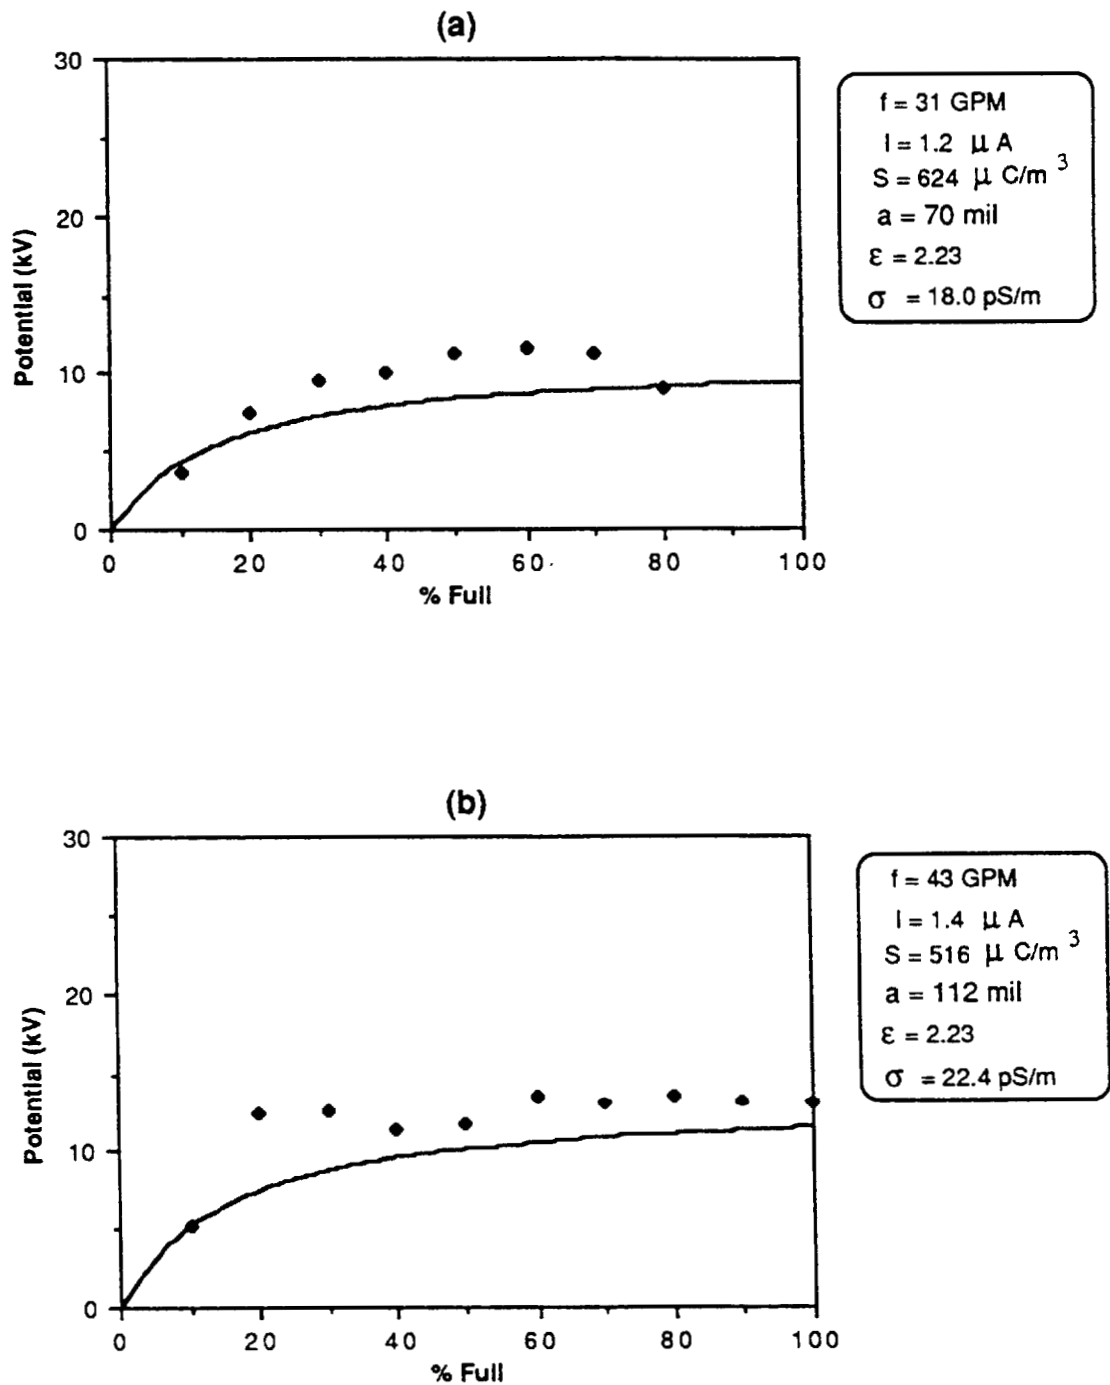 (a)
30
20
10
0
Potential (kV)
0 20 40 60 80 100
% Full
f = 31 GPM
I = 1.2 μ A
S = 624 μ C/m 3
a = 70 mil
ε = 2.23
σ = 18.0 pS/m
(b)
30
20
10
0
Potential (kV)
0 20 40 60 80 100
% Full
f = 43 GPM
I = 1.4 μ A
S = 516 μ C/m 3
a = 112 mil
ε = 2.23
σ = 22.4 pS/m